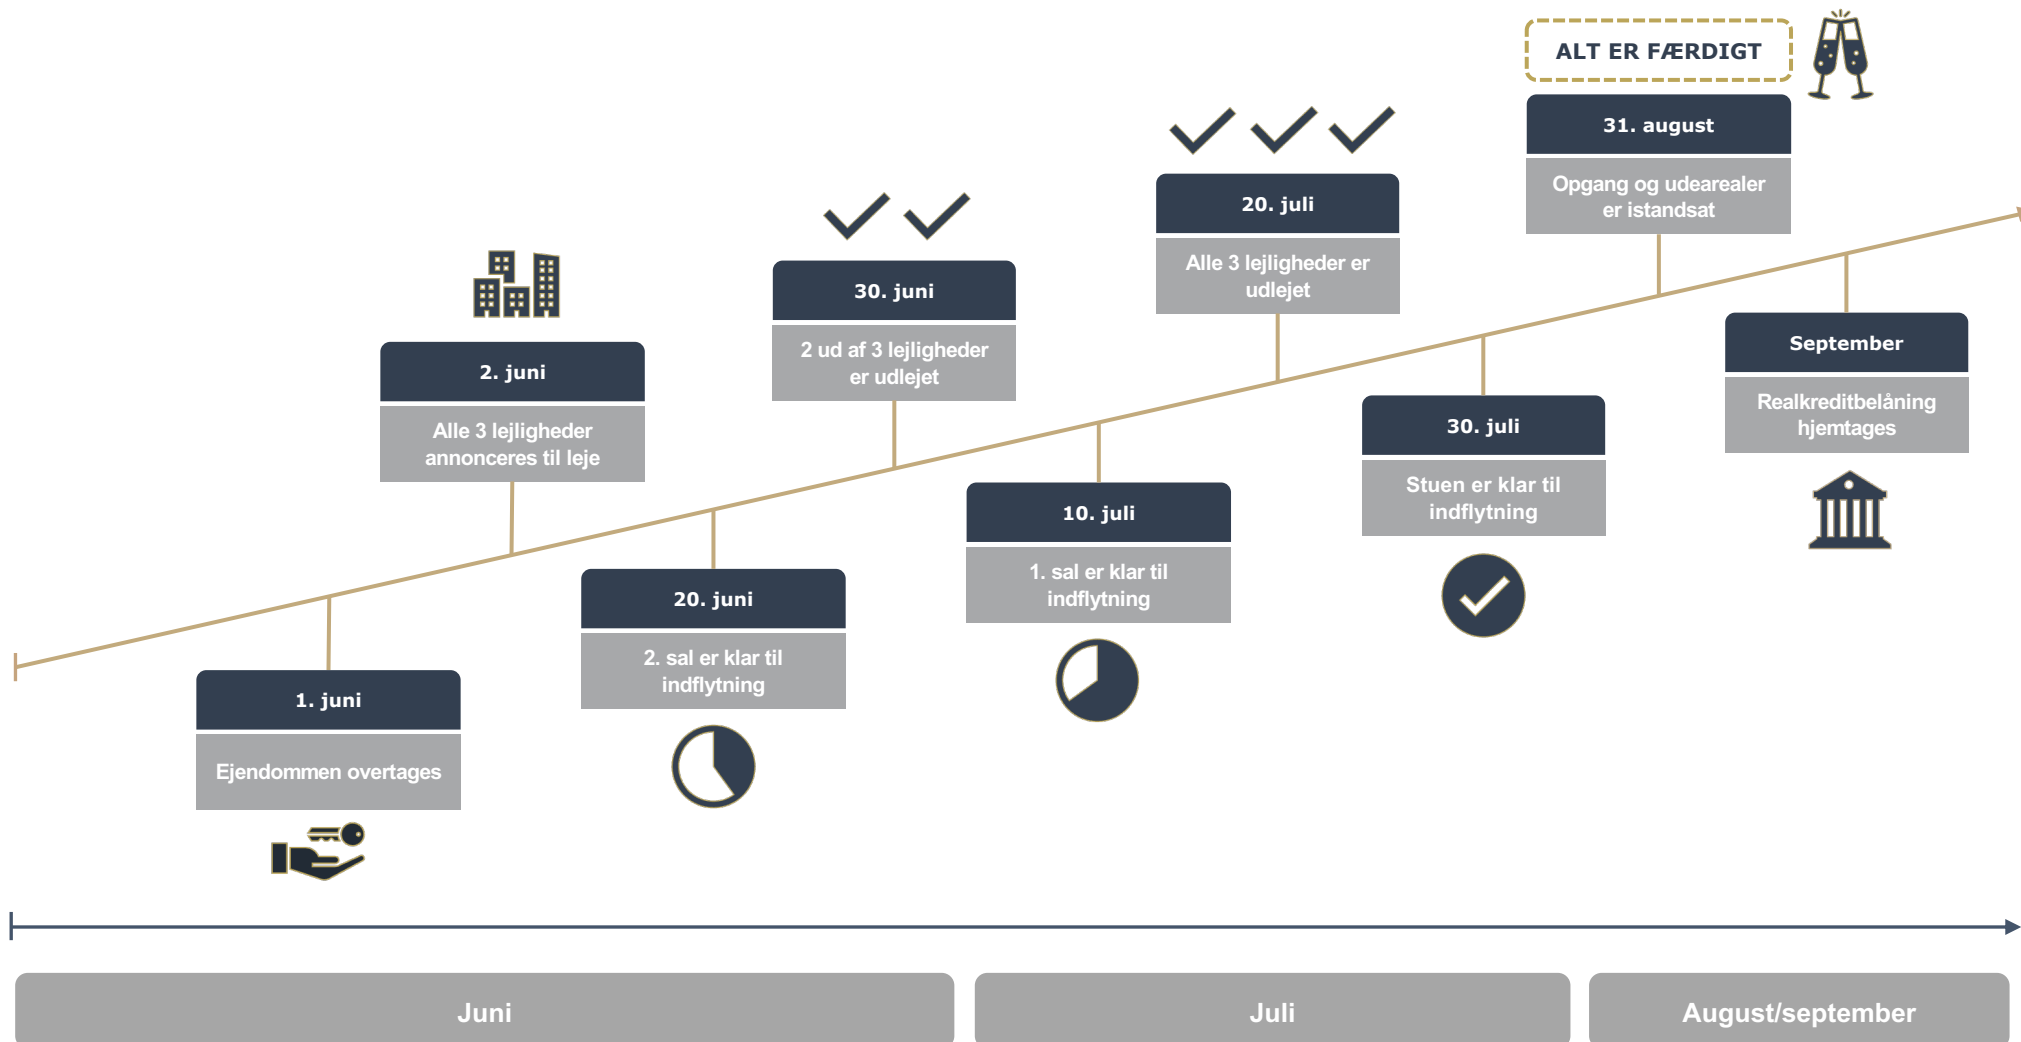 ALT ER FÆRDIGT
31. august
Opgang og udearealer
er istandsat
20. juli
Alle 3 lejligheder er
udlejet
30. juni
2 ud af 3 lejligheder
er udlejet
2. juni
Alle 3 lejligheder
annonceres til leje
September
Realkreditbelåning
hjemtages
30. juli
Stuen er klar til
indflytning
10. juli
1. sal er klar til
indflytning
20. juni
2. sal er klar til
indflytning
1. juni
Ejendommen overtages
Juni
Juli
August/september